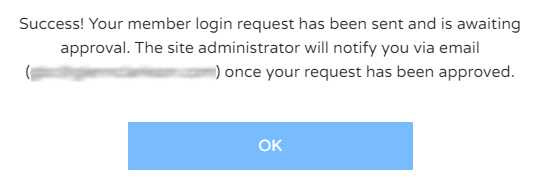 Success! Your member login request has been sent and is awaiting
approval. The site administrator will notify you via email
() once your request has been approved.
OK